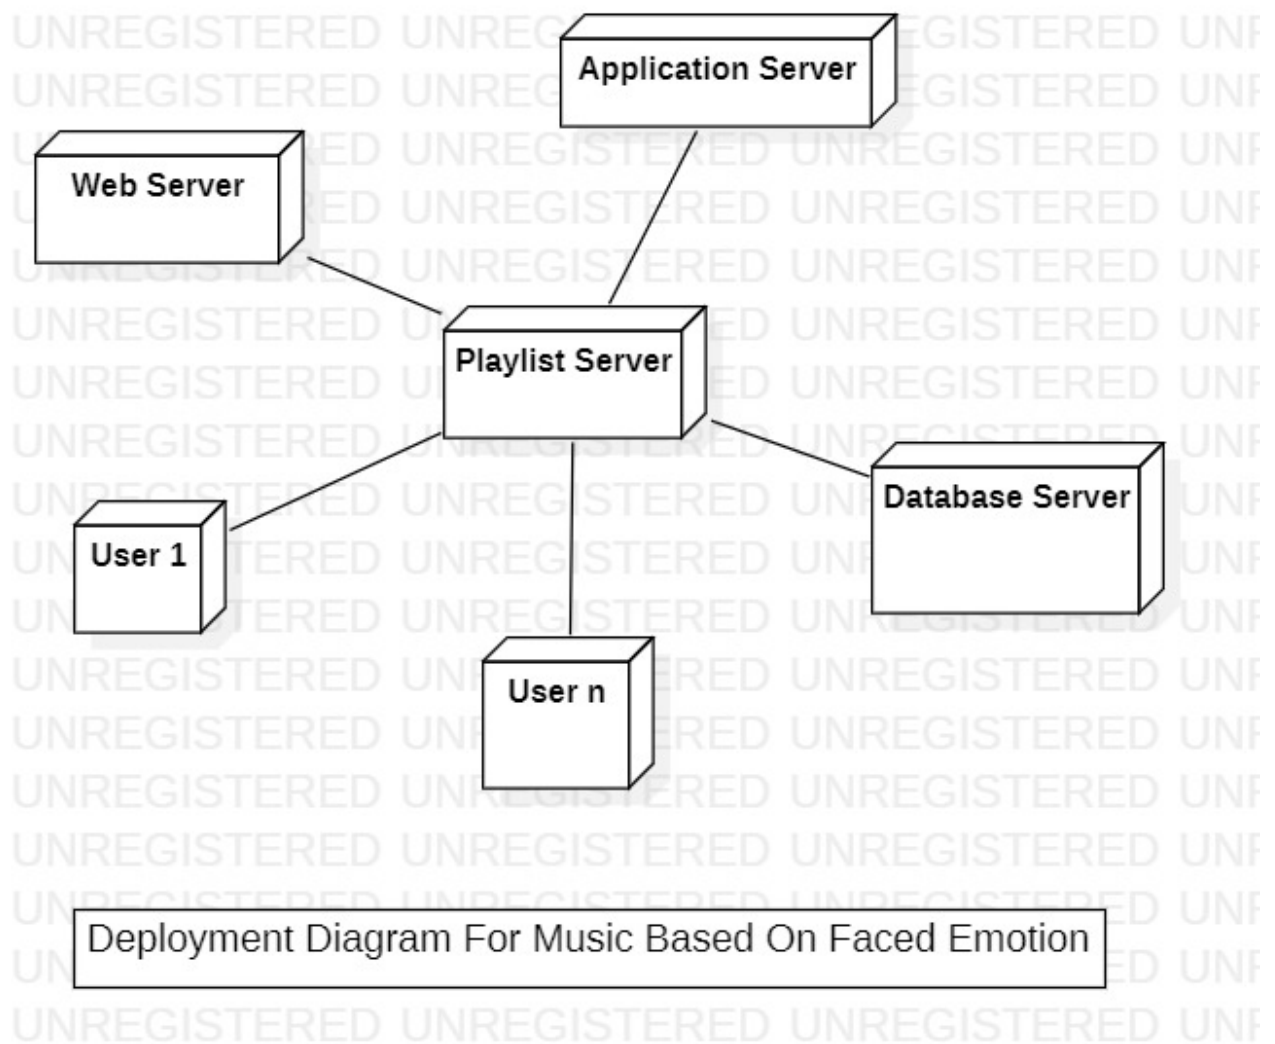 Application Server
Web Server
Playlist Server
Database Server
User 1
User n
Deployment Diagram For Music Based On Faced Emotion
UNREGISTERED